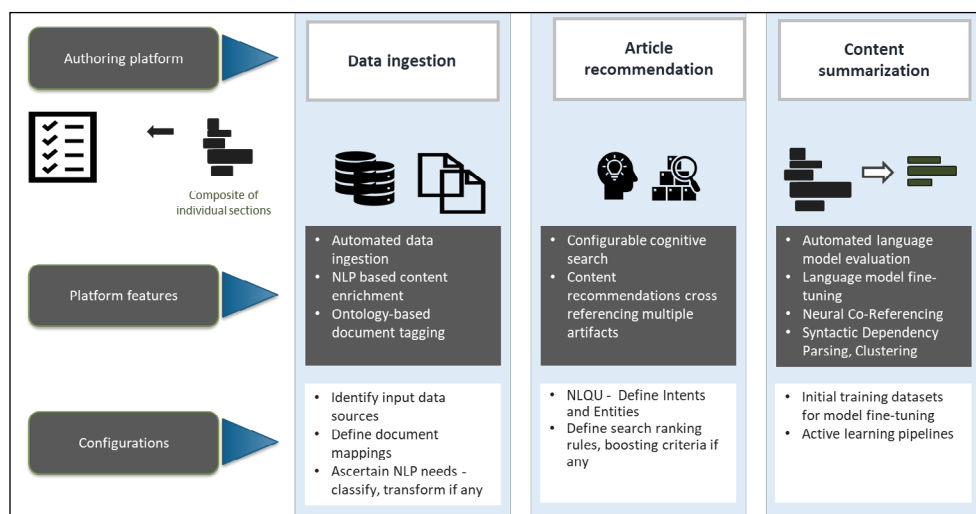 Authoring platform
Data ingestion
Article
recommendation
Content
summarization
Composite of
individual sections
Platform features
• Automated data
ingestion
• NLP based content
enrichment
• Ontology-based
document tagging
• Configurable cognitive
search
• Content
recommendations cross
referencing multiple
artifacts
• Automated language
model evaluation
• Language model fine-
tuning
• Neural Co-Referencing
• Syntactic Dependency
Parsing, Clustering
Configurations
• Identify input data
sources
• Define document
mappings
• Ascertain NLP needs -
classify, transform if any
• NLQU - Define Intents
and Entities
• Define search ranking
rules, boosting criteria if
any
• Initial training datasets
for model fine-tuning
• Active learning pipelines